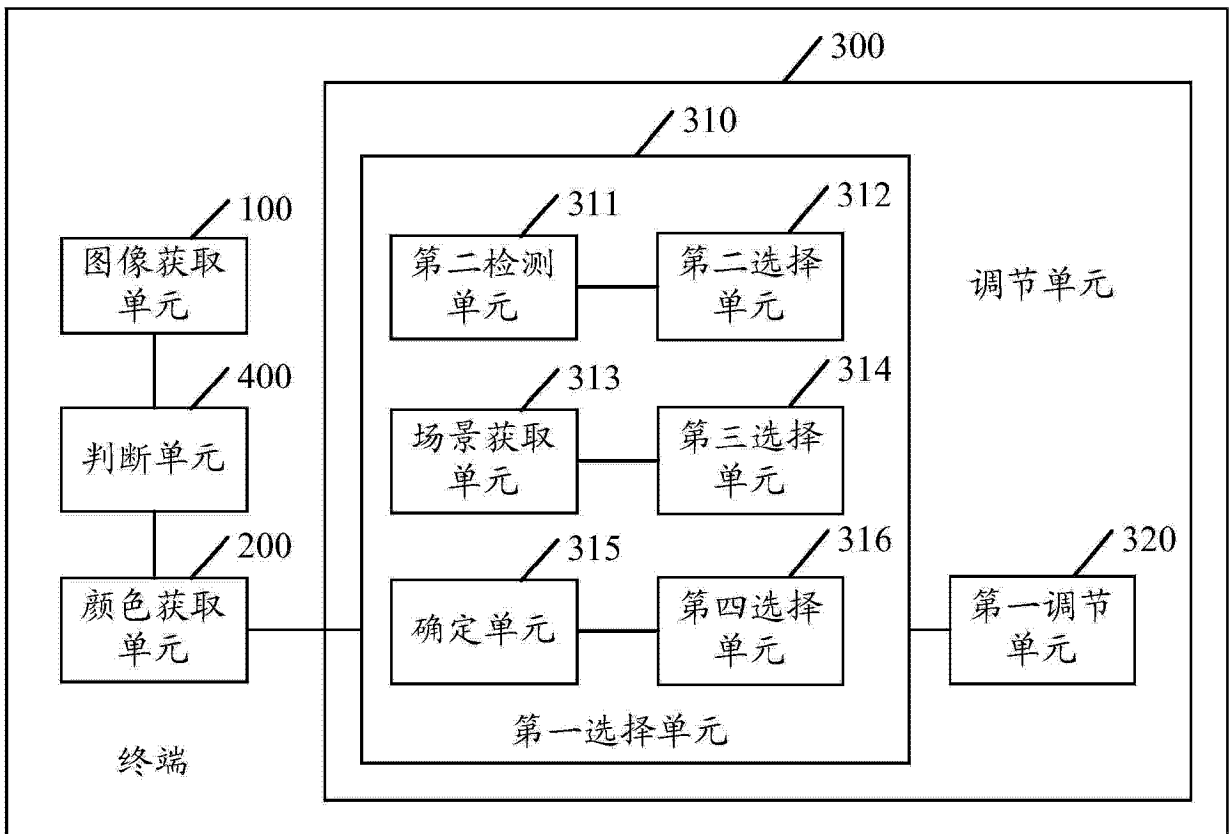 300
310
100
311
312
图像获取
单元
第二检测
单元
第二选择
单元
调节单元
400
313
314
判断单元
场景获取
单元
第三选择
单元
200
315
316
320
颜色获取
单元
确定单元
第四选择
单元
第一调节
单元
第一选择单元
终端